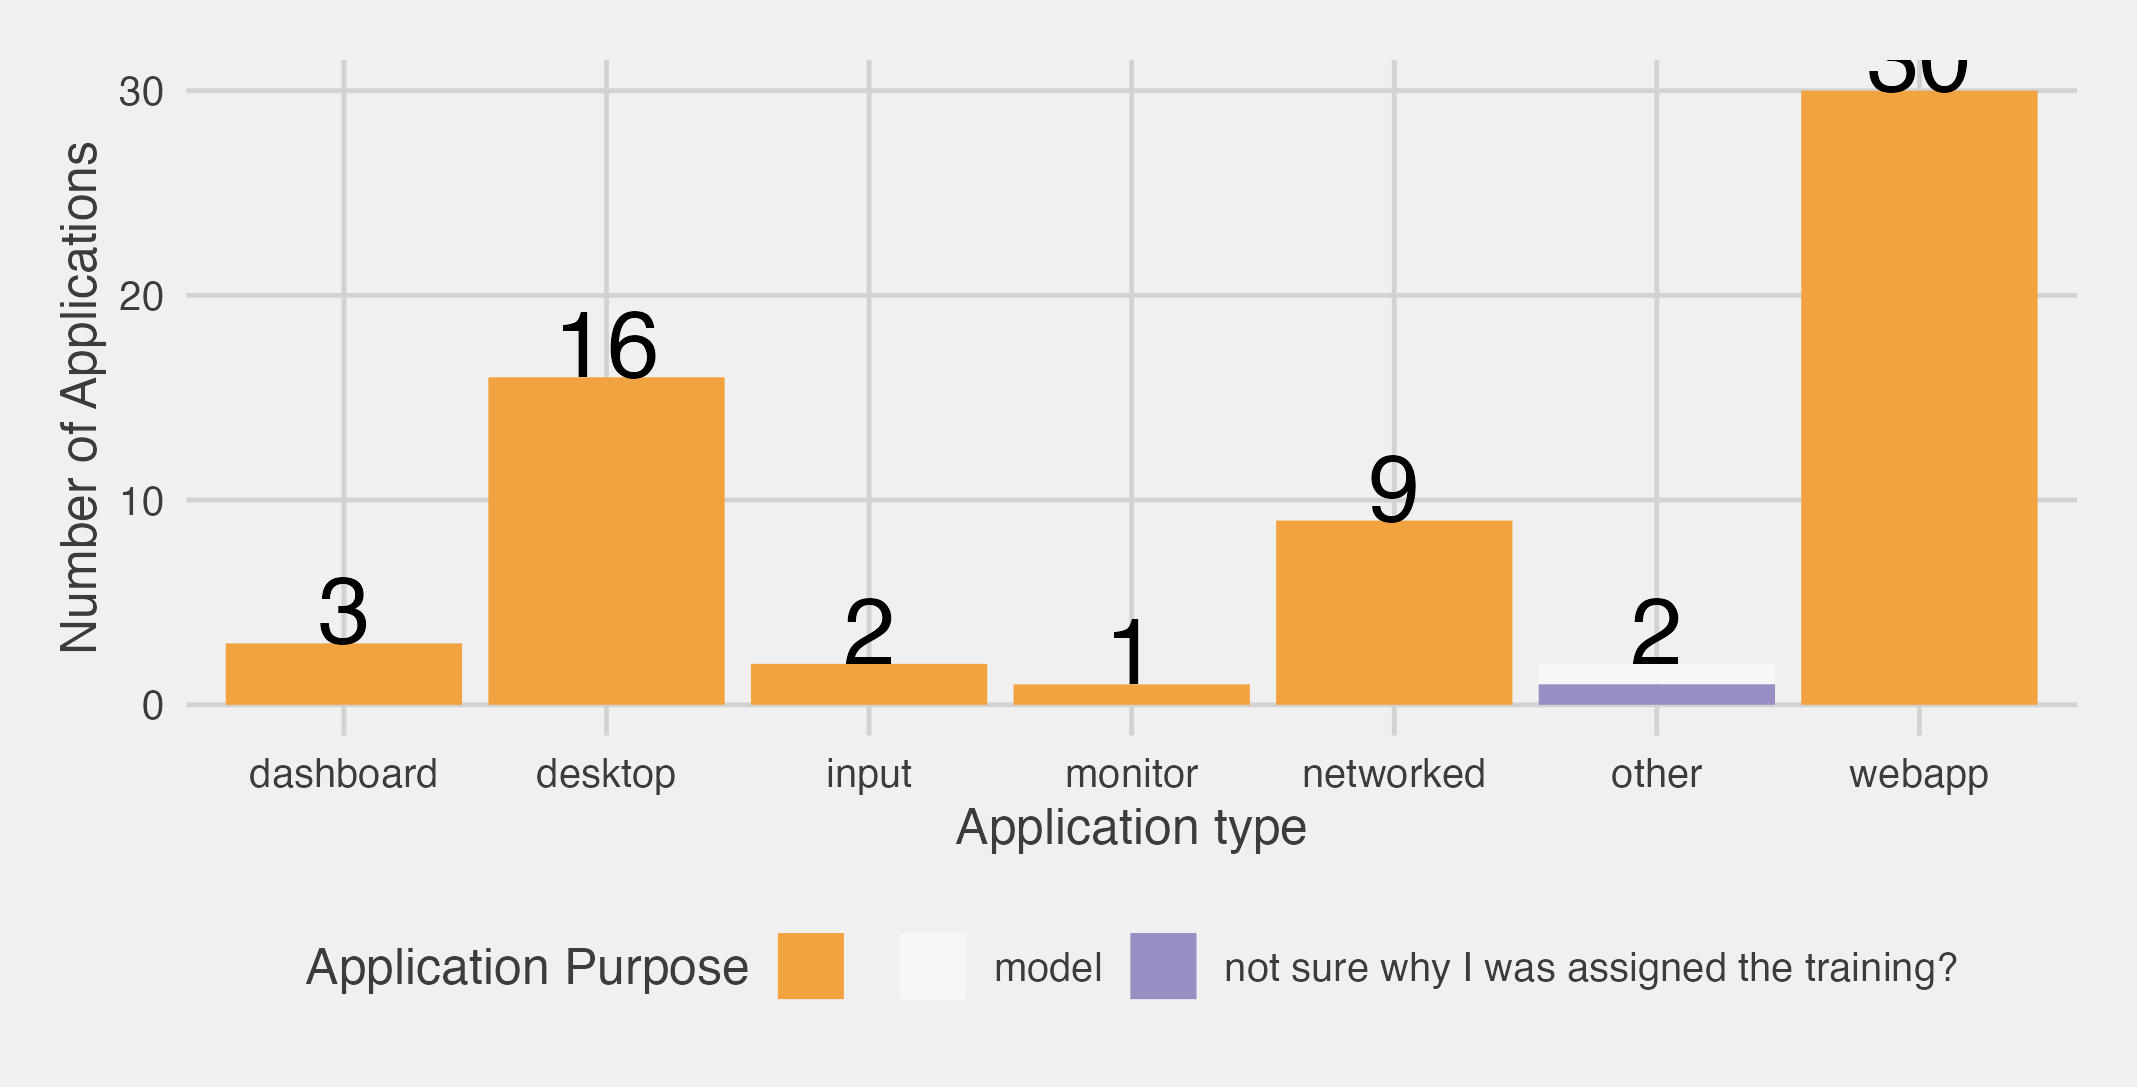 30
20
10
0
Number of Applications
3
16
2
1
9
2
30
dashboard desktop input monitor networked other webapp
Application type
Application Purpose model not sure why I was assigned the training?